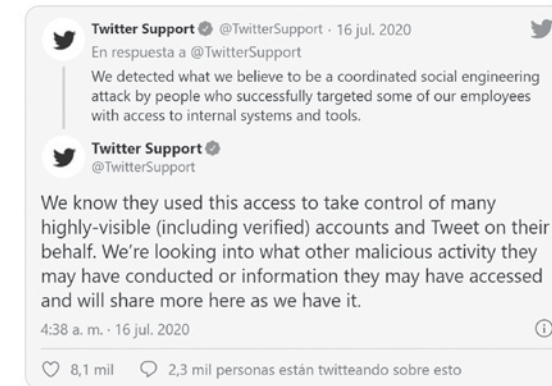 Twitter Support @TwitterSupport · 16 jul. 2020
En respuesta a @TwitterSupport
We detected what we believe to be a coordinated social engineering
attack by people who successfully targeted some of our employees
with access to internal systems and tools.
Twitter Support
@TwitterSupport
We know they used this access to take control of many
highly-visible (including verified) accounts and Tweet on their
behalf. We're looking into what other malicious activity they
may have conducted or information they may have accessed
and will share more here as we have it.
4:38 a. m. · 16 jul. 2020
8,1 mil 2,3 mil personas están twitteando sobre esto